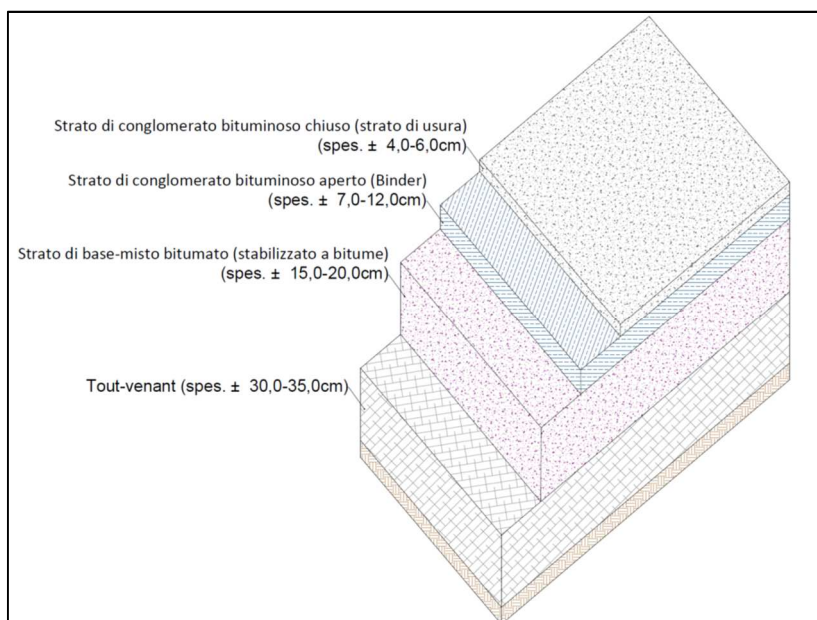 Strato di conglomerato bituminoso chiuso (strato di usura)
(spes. ± 4,0-6,0cm)
Strato di conglomerato bituminoso aperto (Binder)
(spes. ± 7,0-12,0cm)
Strato di base-misto bitumato (stabilizzato a bitume)
(spes. ± 15,0-20,0cm)
Tout-venant (spes. ± 30,0-35,0cm)